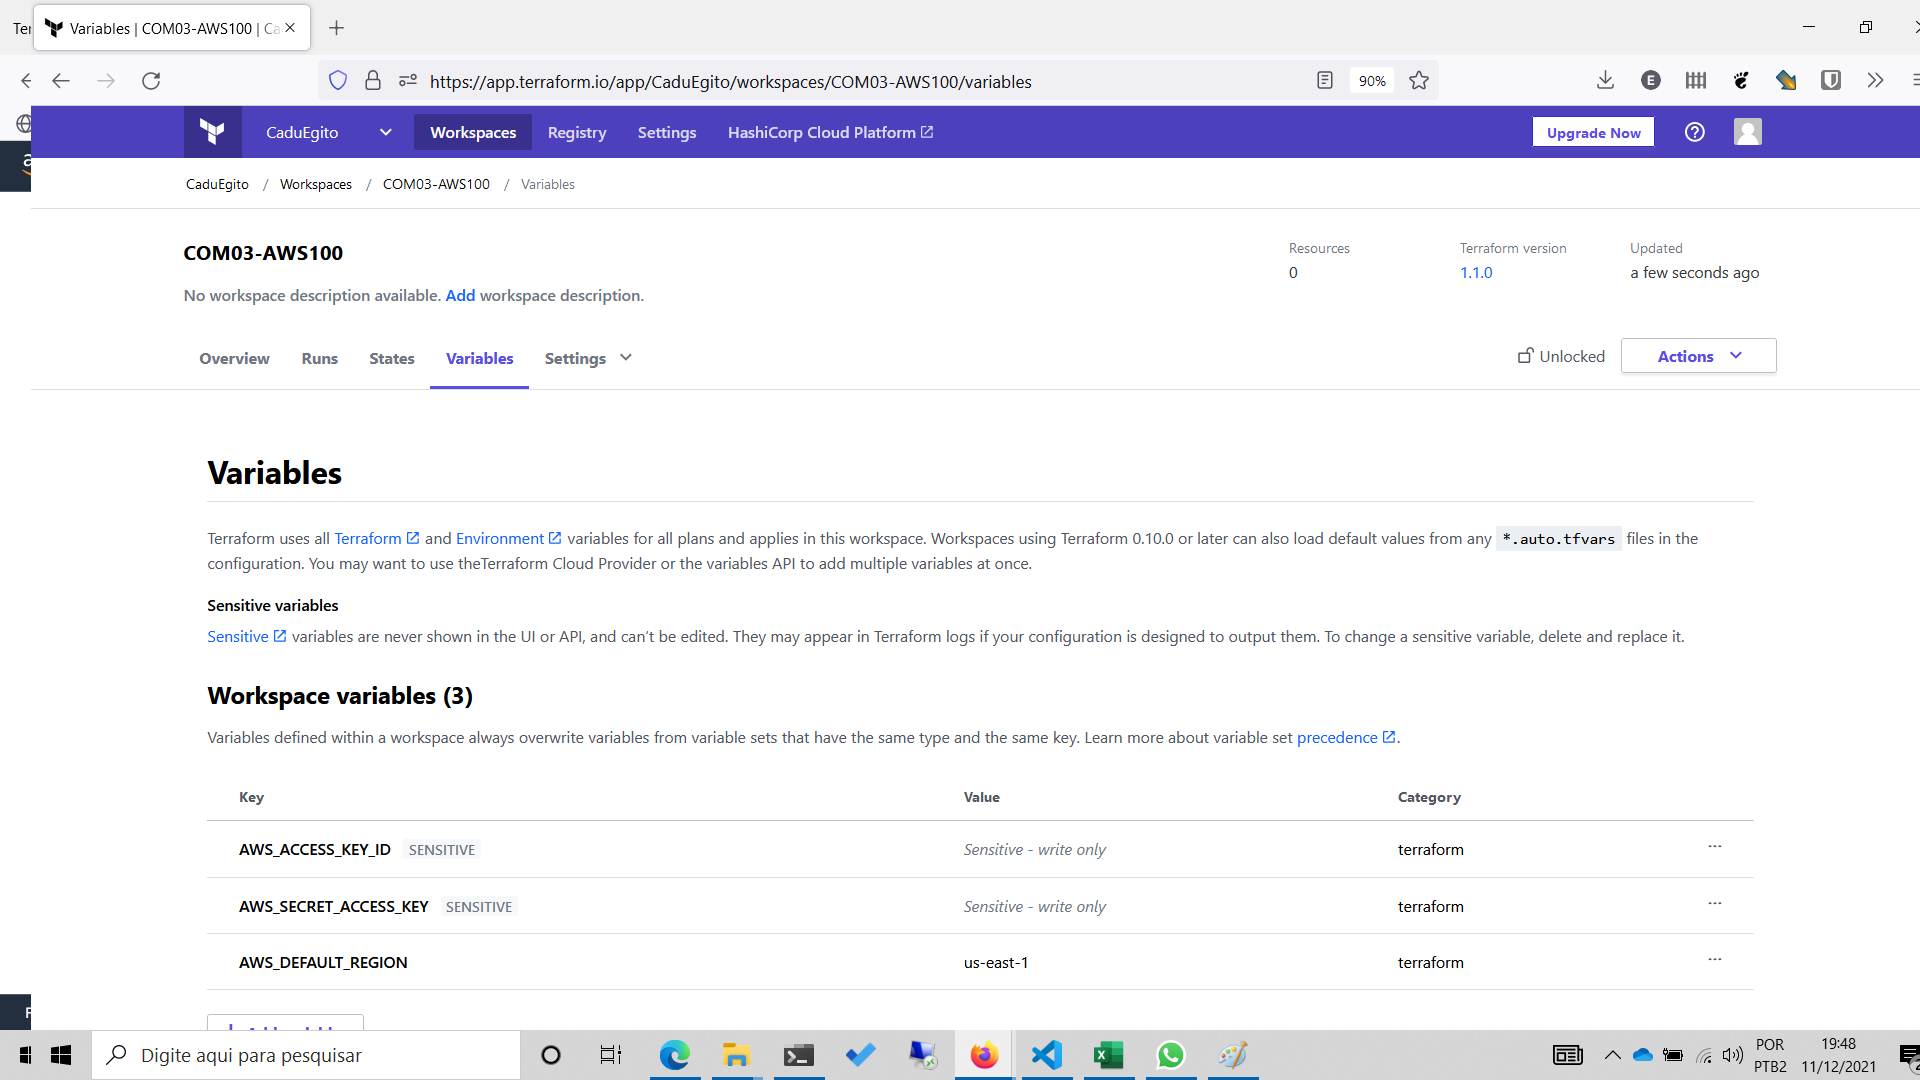 Variables | COM03-AWS100 | Ca
https://app.terraform.io/app/CaduEgito/workspaces/COM03-AWS100/variables
90%
CaduEgito
Workspaces
Registry
Settings
HashiCorp Cloud Platform
Upgrade Now
CaduEgito / Workspaces / COM03-AWS100 / Variables
COM03-AWS100
Resources
0
Terraform version
1.1.0
Updated
a few seconds ago
No workspace description available. Add workspace description.
Overview
Runs
States
Variables
Settings
Unlocked
Actions
Variables
Terraform uses all Terraform and Environment variables for all plans and applies in this workspace. Workspaces using Terraform 0.10.0 or later can also load default values from any *.auto.tfvars files in the
configuration. You may want to use theTerraform Cloud Provider or the variables API to add multiple variables at once.
Sensitive variables
Sensitive variables are never shown in the UI or API, and can't be edited. They may appear in Terraform logs if your configuration is designed to output them. To change a sensitive variable, delete and replace it.
Workspace variables (3)
Variables defined within a workspace always overwrite variables from variable sets that have the same type and the same key. Learn more about variable set precedence.
Key Value Category
AWS_ACCESS_KEY_ID SENSITIVE Sensitive - write only terraform ...
AWS_SECRET_ACCESS_KEY SENSITIVE Sensitive - write only terraform ...
AWS_DEFAULT_REGION us-east-1 terraform ...
Digite aqui para pesquisar
POR
PTB2
19:48
11/12/2021